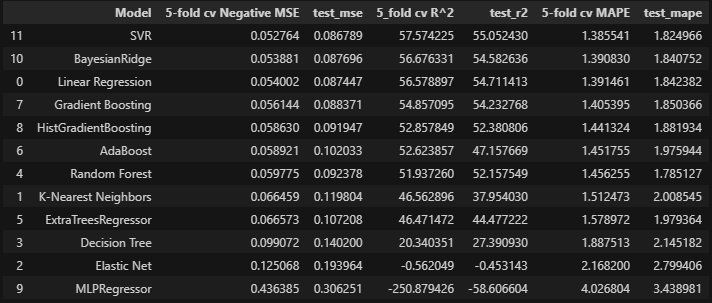 Model 5-fold cv Negative MSE test_mse 5_fold cv R^2 test_r2 5-fold cv MAPE test_mape
11 SVR 0.052764 0.086789 57.574225 55.052430 1.385541 1.824966
10 BayesianRidge 0.053881 0.087696 56.676331 54.582636 1.390830 1.840752
0 Linear Regression 0.054002 0.087447 56.578897 54.711413 1.391461 1.842382
7 Gradient Boosting 0.056144 0.088371 54.857095 54.232768 1.405395 1.850366
8 HistGradientBoosting 0.058630 0.091947 52.857849 52.380806 1.441324 1.881934
6 AdaBoost 0.058921 0.102033 52.623857 47.157669 1.451755 1.975944
4 Random Forest 0.059775 0.092378 51.937260 52.157549 1.456255 1.785127
1 K-Nearest Neighbors 0.066459 0.119804 46.562896 37.954030 1.512473 2.008545
5 ExtraTreesRegressor 0.066573 0.107208 46.471472 44.477222 1.578972 1.979364
3 Decision Tree 0.099072 0.140200 20.340351 27.390930 1.887513 2.145182
2 Elastic Net 0.125068 0.193964 -0.562049 -0.453143 2.168200 2.799406
9 MLPRegressor 0.436385 0.306251 -250.879426 -58.606604 4.026804 3.438981